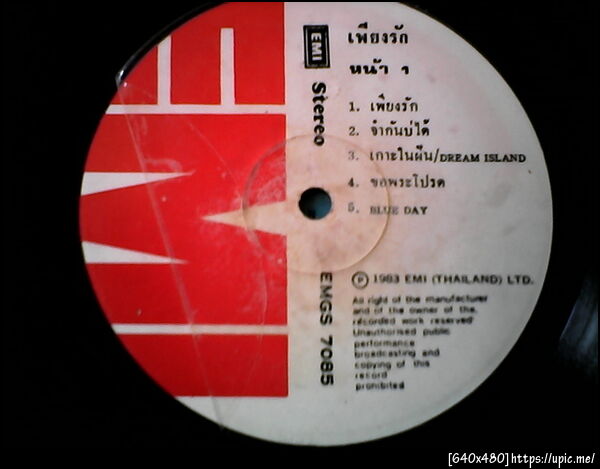 EMI
Stereo
เพียงรัก
หน้า ๑
1. เพียงรัก
2. จำกันบ่ได้
3. เกาะในฝัน/DREAM ISLAND
4. ขอพระโปรด
5. BLUE DAY
EMGS 7085
℗ 1983 EMI (THAILAND) LTD.
All right of the manufacturer
and of the owner of the
recorded work reserved
Unauthorised public
performance
broadcasting and
copying of this
record
prohibited
[640x480]https://upic.me/